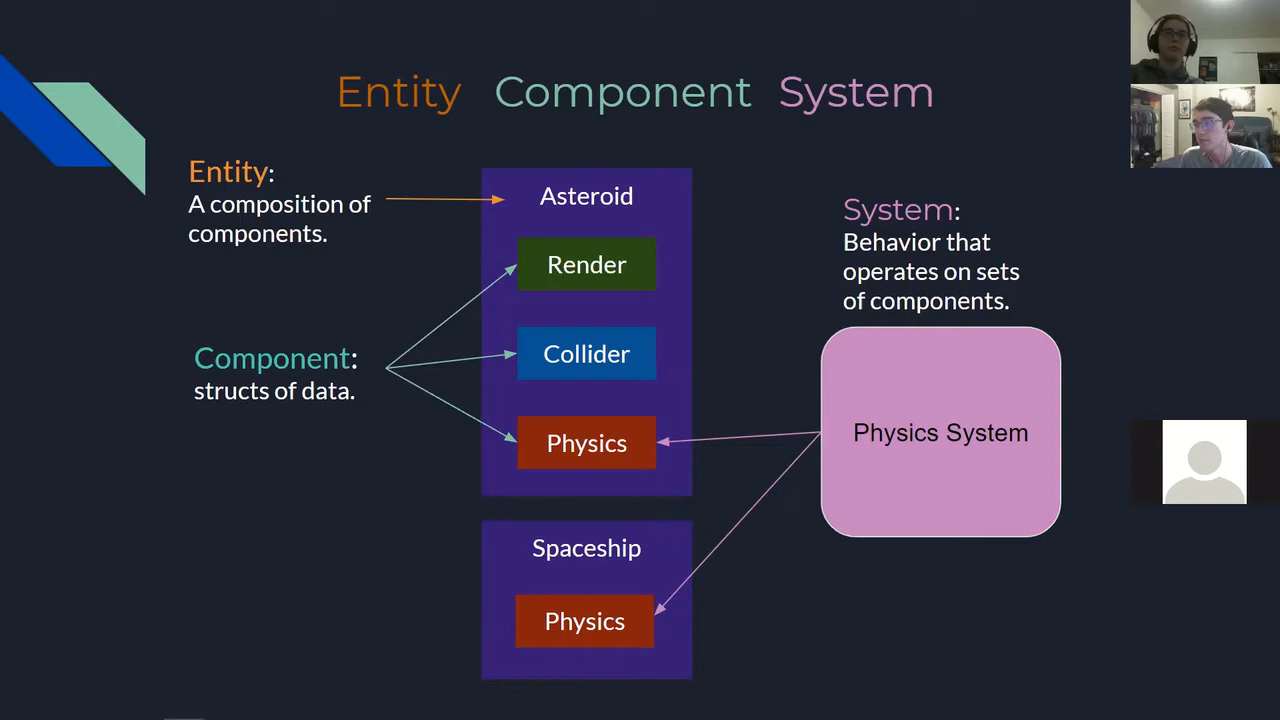 Entity Component System
Entity:
A composition of
components.
Component:
structs of data.
Asteroid
Render
Collider
Physics
Spaceship
Physics
System:
Behavior that
operates on sets
of components.
Physics System